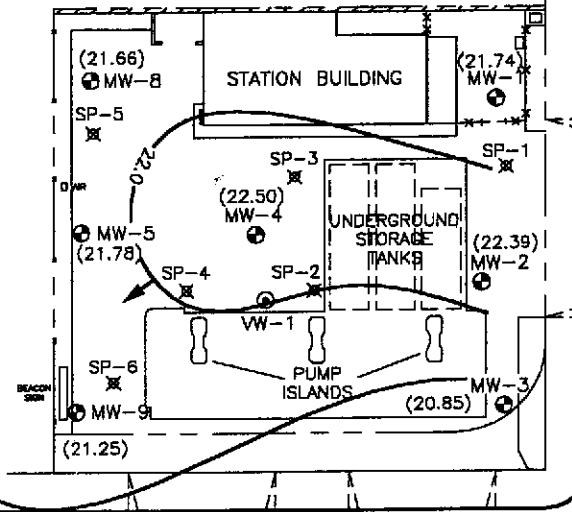 (21.66)
MW-8
STATION BUILDING
(21.74)
MW-1
SP-5
SP-3
SP-1
22.0
AIR
(22.50)
MW-4
UNDERGROUND
STORAGE
TANKS
MW-5
(21.78)
(22.39)
MW-2
SP-4
SP-2
VW-1
PUMP
ISLANDS
SP-6
BEACON
SIGN
MW-9
(21.25)
MW-3
(20.85)